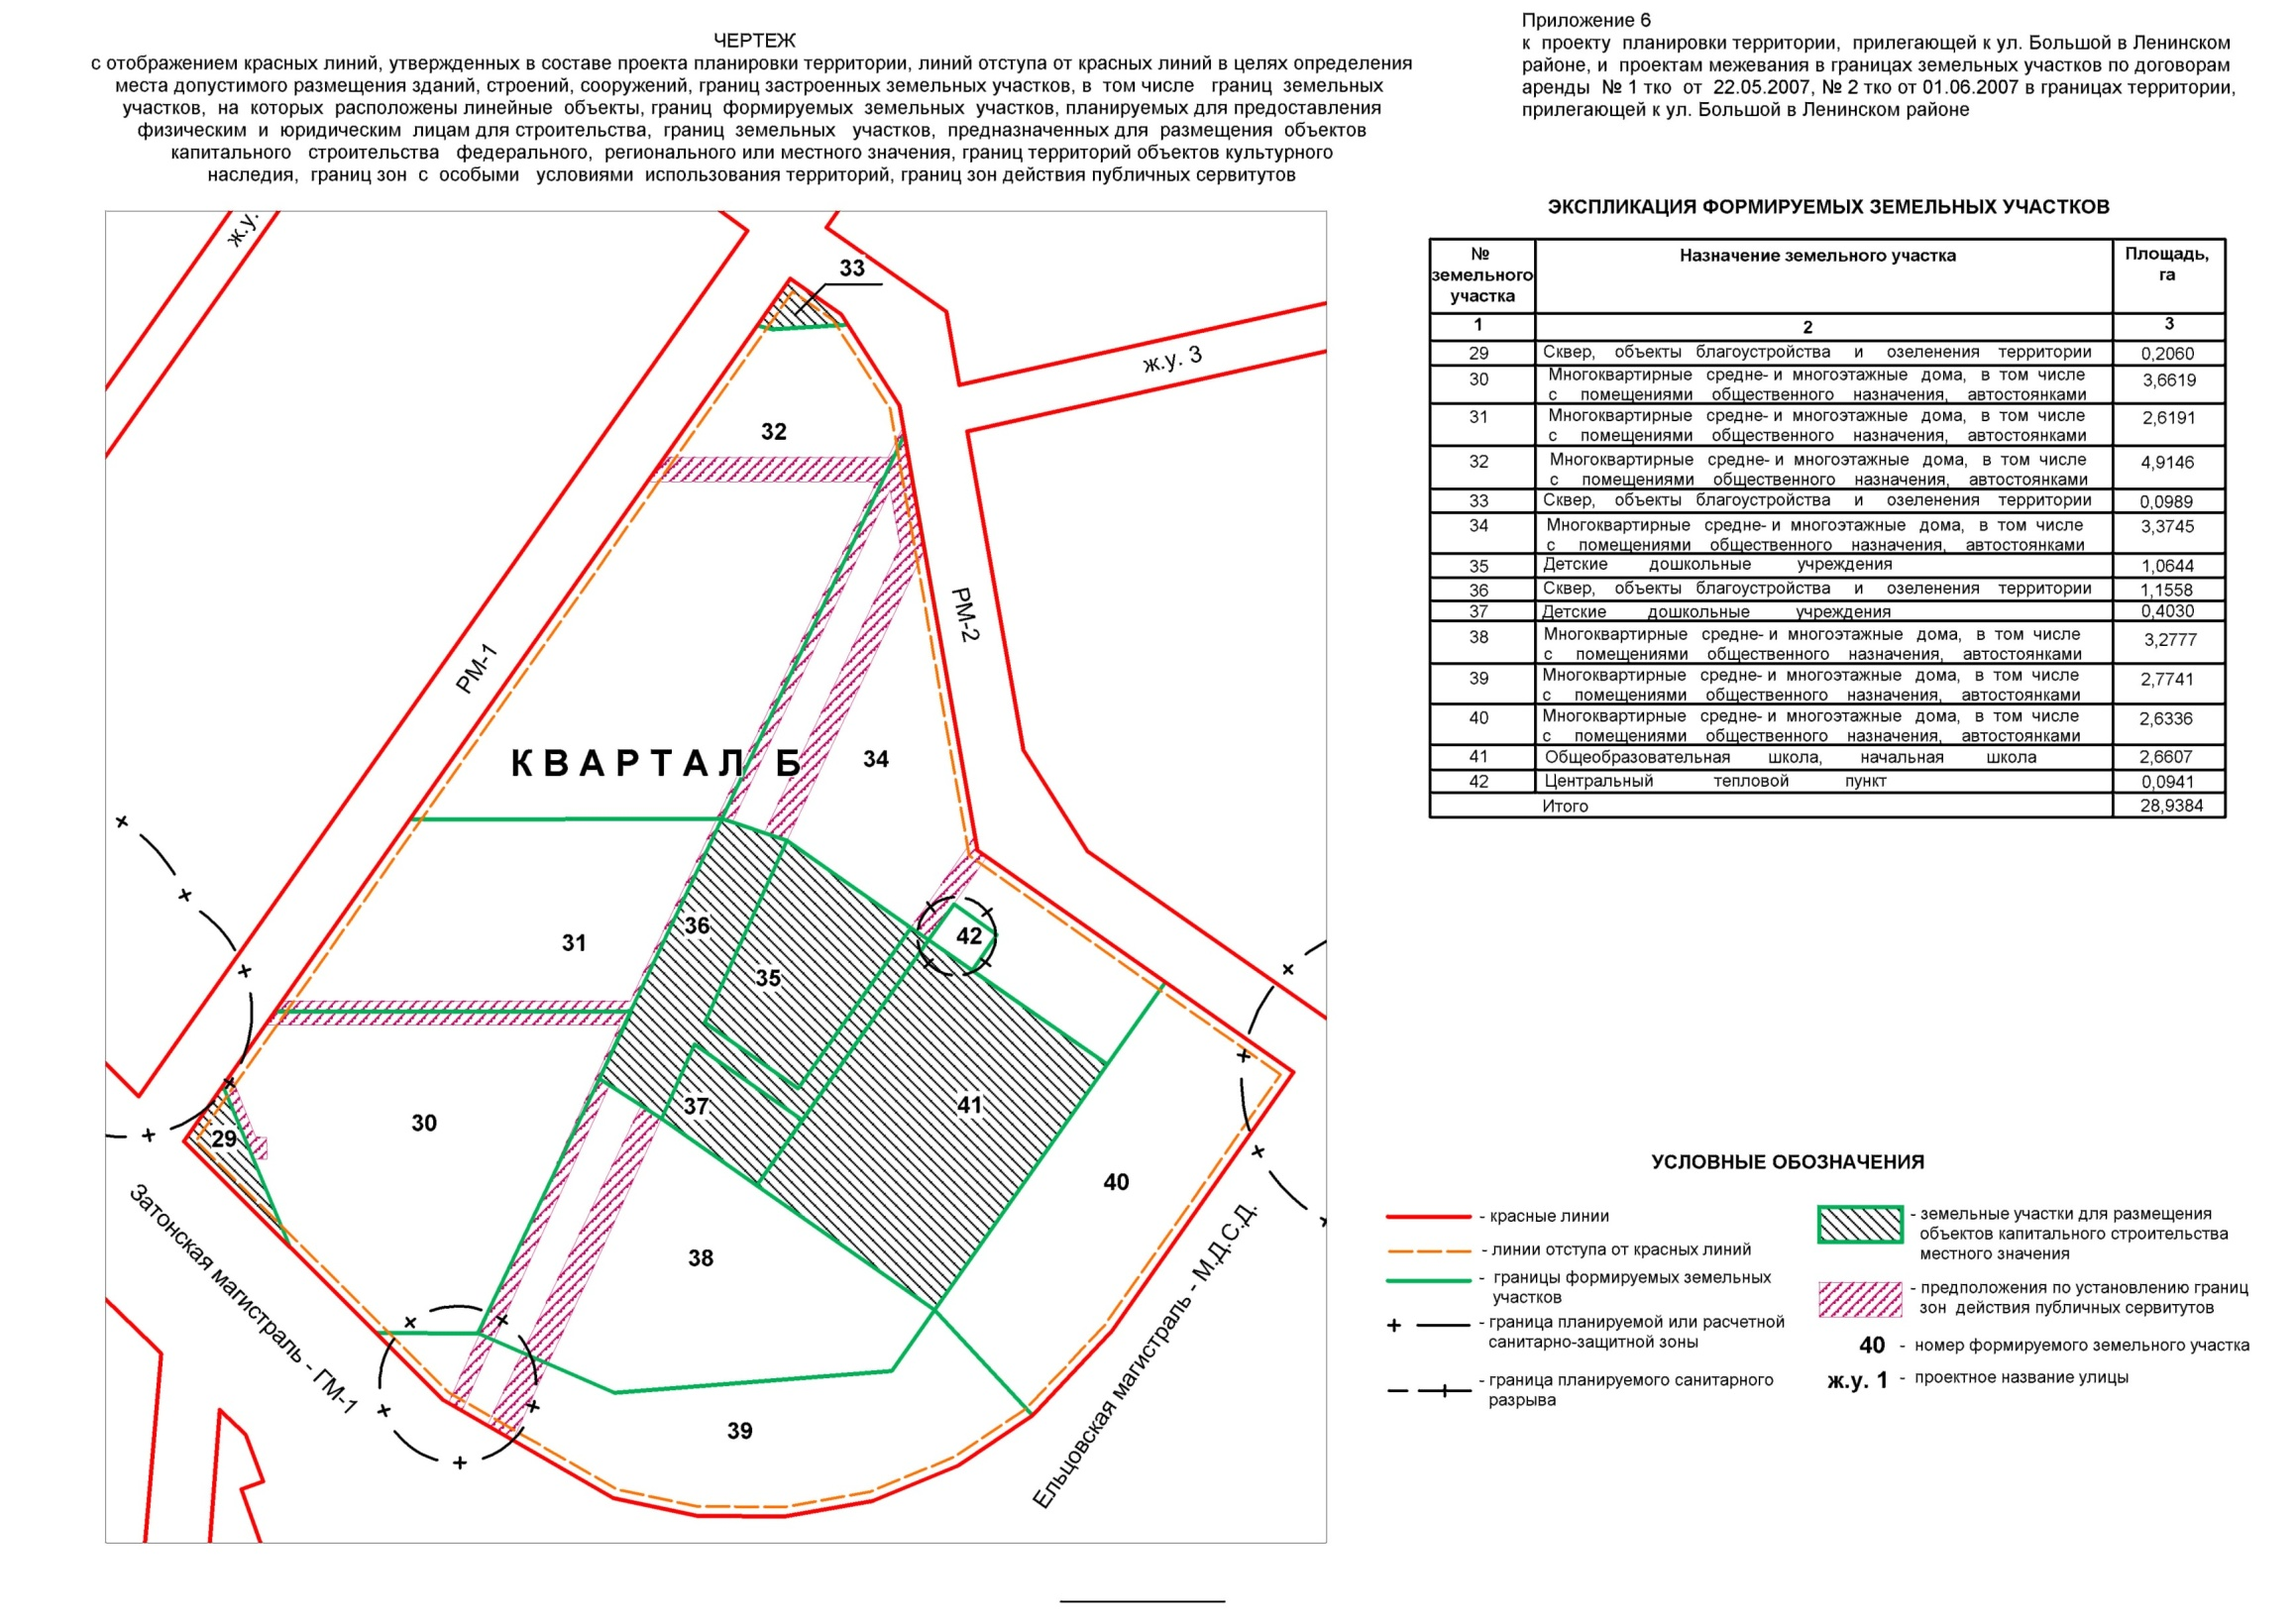 ЧЕРТЕЖ
с отображением красных линий, утвержденных в составе проекта планировки территории, линий отступа от красных линий в целях определения
места допустимого размещения зданий, строений, сооружений, границ застроенных земельных участков, в том числе границ земельных
участков, на которых расположены линейные объекты, границ формируемых земельных участков, планируемых для предоставления
физическим и юридическим лицам для строительства, границ земельных участков, предназначенных для размещения объектов
капитального строительства федерального, регионального или местного значения, границ территорий объектов культурного
наследия, границ зон с особыми условиями использования территорий, границ зон действия публичных сервитутов
Приложение 6
к проекту планировки территории, прилегающей к ул. Большой в Ленинском
районе, и проектам межевания в границах земельных участков по договорам
аренды № 1 тко от 22.05.2007, № 2 тко от 01.06.2007 в границах территории,
прилегающей к ул. Большой в Ленинском районе
ж.у.
33
ж.у. 3
32
РМ-1
РМ-2
КВАРТАЛ Б
34
31
36
35
42
30
37
41
29
40
38
39
Затонская магистраль - ГМ-1
Ельцовская магистраль - М.Д.С.Д.
ЭКСПЛИКАЦИЯ ФОРМИРУЕМЫХ ЗЕМЕЛЬНЫХ УЧАСТКОВ
№ Назначение земельного участка Площадь,
земельного га
участка
1 2 3
29 Сквер, объекты благоустройства и озеленения территории 0,2060
30 Многоквартирные средне- и многоэтажные дома, в том числе 3,6619
с помещениями общественного назначения, автостоянками
31 Многоквартирные средне- и многоэтажные дома, в том числе 2,6191
с помещениями общественного назначения, автостоянками
32 Многоквартирные средне- и многоэтажные дома, в том числе 4,9146
с помещениями общественного назначения, автостоянками
33 Сквер, объекты благоустройства и озеленения территории 0,0989
34 Многоквартирные средне- и многоэтажные дома, в том числе 3,3745
с помещениями общественного назначения, автостоянками
35 Детские дошкольные учреждения 1,0644
36 Сквер, объекты благоустройства и озеленения территории 1,1558
37 Детские дошкольные учреждения 0,4030
38 Многоквартирные средне- и многоэтажные дома, в том числе 3,2777
с помещениями общественного назначения, автостоянками
39 Многоквартирные средне- и многоэтажные дома, в том числе 2,7741
с помещениями общественного назначения, автостоянками
40 Многоквартирные средне- и многоэтажные дома, в том числе 2,6336
с помещениями общественного назначения, автостоянками
41 Общеобразовательная школа, начальная школа 2,6607
42 Центральный тепловой пункт 0,0941
Итого 28,9384
УСЛОВНЫЕ ОБОЗНАЧЕНИЯ
- красные линии
- линии отступа от красных линий
- границы формируемых земельных
участков
- граница планируемой или расчетной
санитарно-защитной зоны
- граница планируемого санитарного
разрыва
- земельные участки для размещения
объектов капитального строительства
местного значения
- предположения по установлению границ
зон действия публичных сервитутов
40 - номер формируемого земельного участка
ж.у. 1 - проектное название улицы